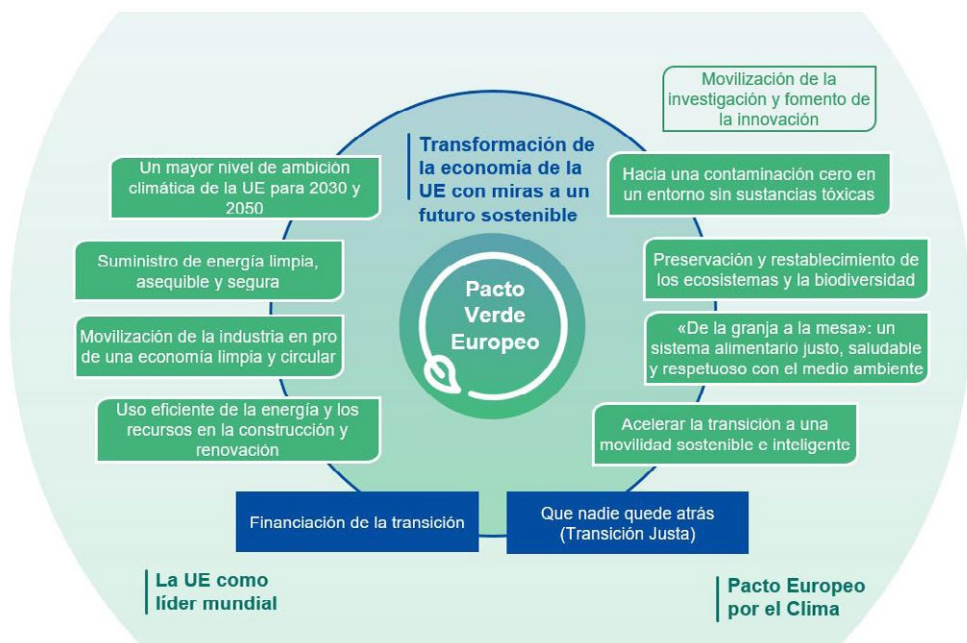 Movilización de la
investigación y fomento de
la innovación
Transformación de
la economía de la
UE con miras a un
futuro sostenible
Un mayor nivel de ambición
climática de la UE para 2030 y
2050
Hacia una contaminación cero en
un entorno sin sustancias tóxicas
Suministro de energía limpia,
asequible y segura
Preservación y restablecimiento de
los ecosistemas y la biodiversidad
Pacto
Verde
Europeo
Movilización de la industria en pro
de una economía limpia y circular
«De la granja a la mesa»: un
sistema alimentario justo, saludable
y respetuoso con el medio ambiente
Uso eficiente de la energía y los
recursos en la construcción y
renovación
Acelerar la transición a una
movilidad sostenible e inteligente
Financiación de la transición
Que nadie quede atrás
(Transición Justa)
La UE como
líder mundial
Pacto Europeo
por el Clima